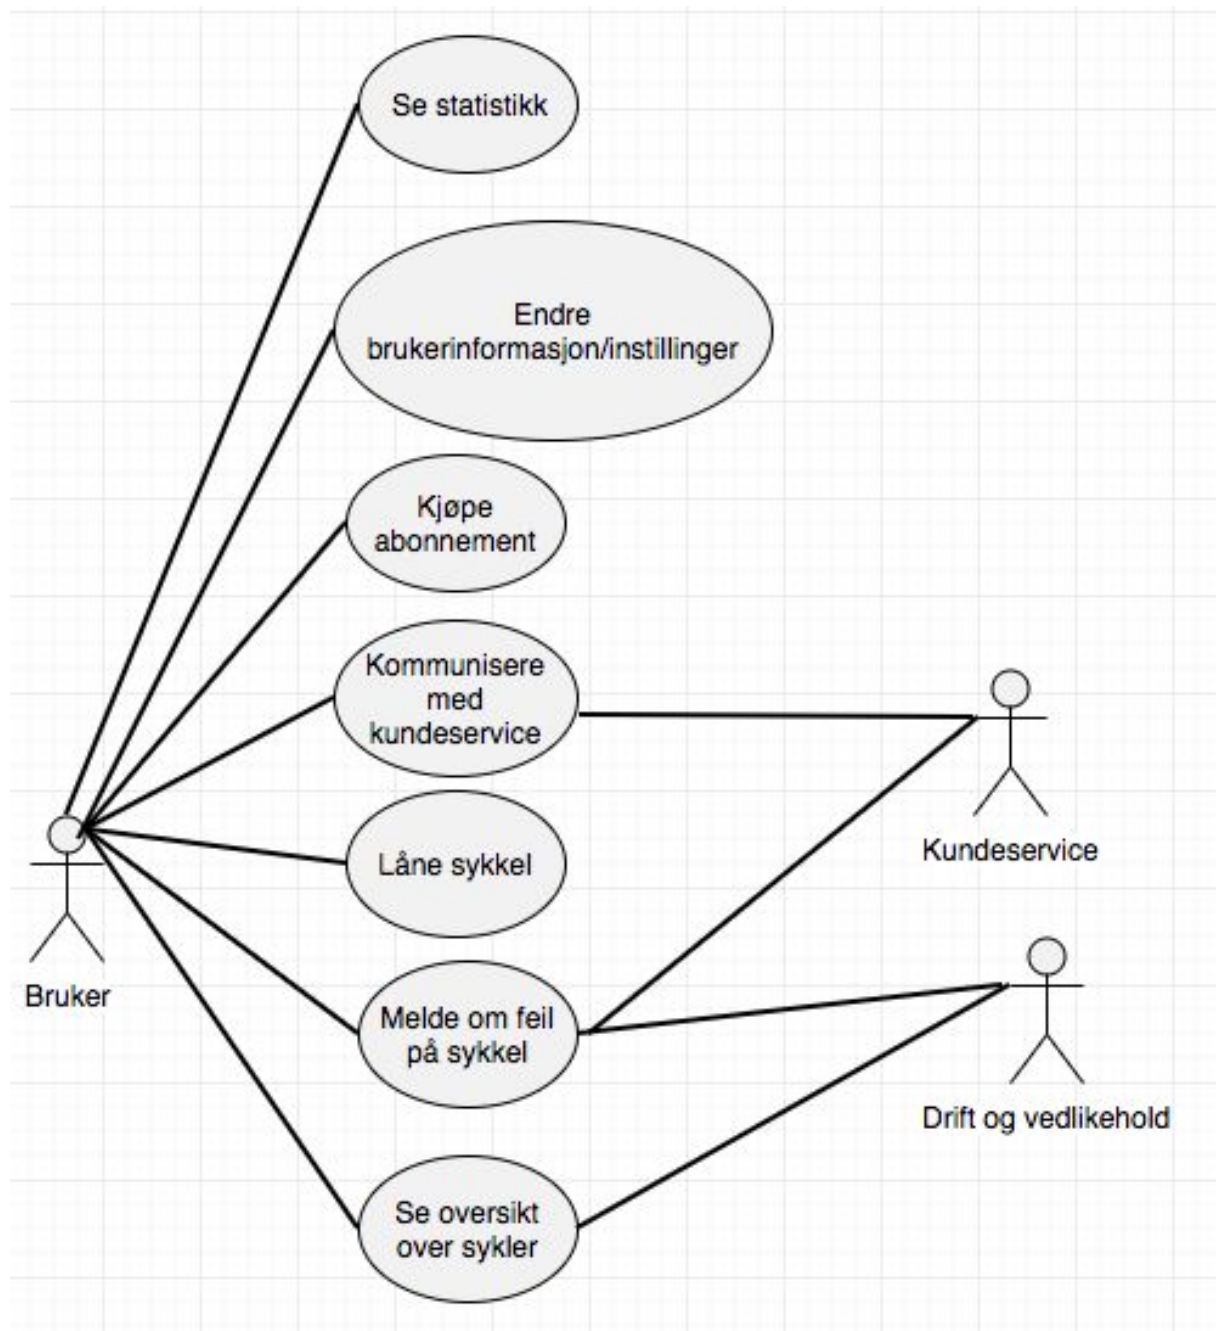 Se statistikk
Endre
brukerinformasjon/instillinger
Kjøpe
abonnement
Kommunisere
med
kundeservice
Kundeservice
Låne sykkel
Bruker
Melde om feil
på sykkel
Drift og vedlikehold
Se oversikt
over sykler